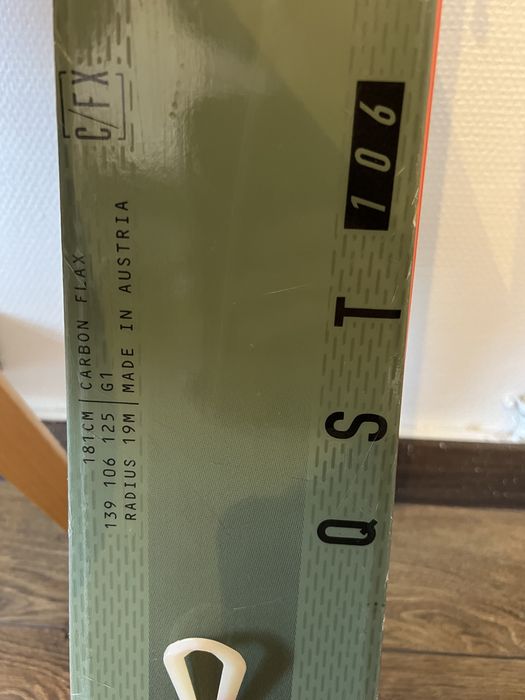 C/FX
181CM | CARBON FLAX
139 106 125 | G1
RADIUS 19M | MADE IN AUSTRIA
QST 106